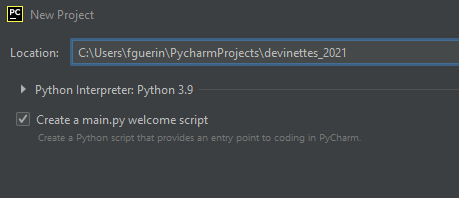 PC New Project
Location: C:\Users\fguerin\PycharmProjects\devinettes_2021
Python Interpreter: Python 3.9
Create a main.py welcome script
Create a Python script that provides an entry point to coding in PyCharm.